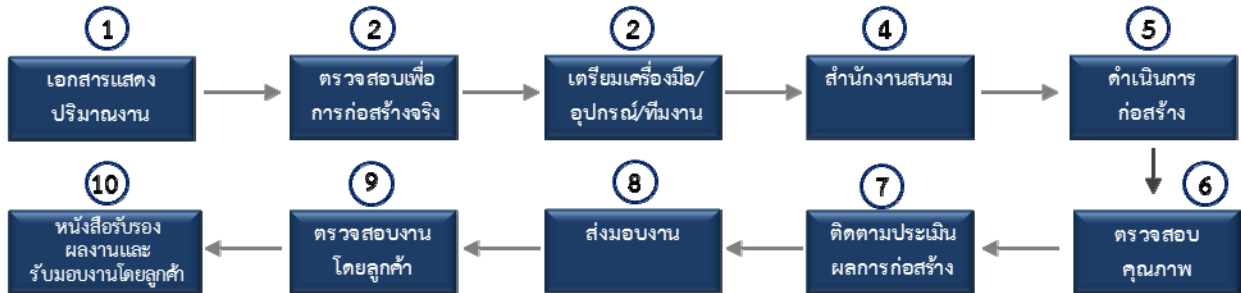 1
เอกสารแสดง
ปริมาณงาน
2
ตรวจสอบเพื่อ
การก่อสร้างจริง
2
เตรียมเครื่องมือ/
อุปกรณ์/ทีมงาน
4
สำนักงานสนาม
5
ดำเนินการ
ก่อสร้าง
6
ตรวจสอบ
คุณภาพ
7
ติดตามประเมิน
ผลการก่อสร้าง
8
ส่งมอบงาน
9
ตรวจสอบงาน
โดยลูกค้า
10
หนังสือรับรอง
ผลงานและ
รับมอบงานโดยลูกค้า